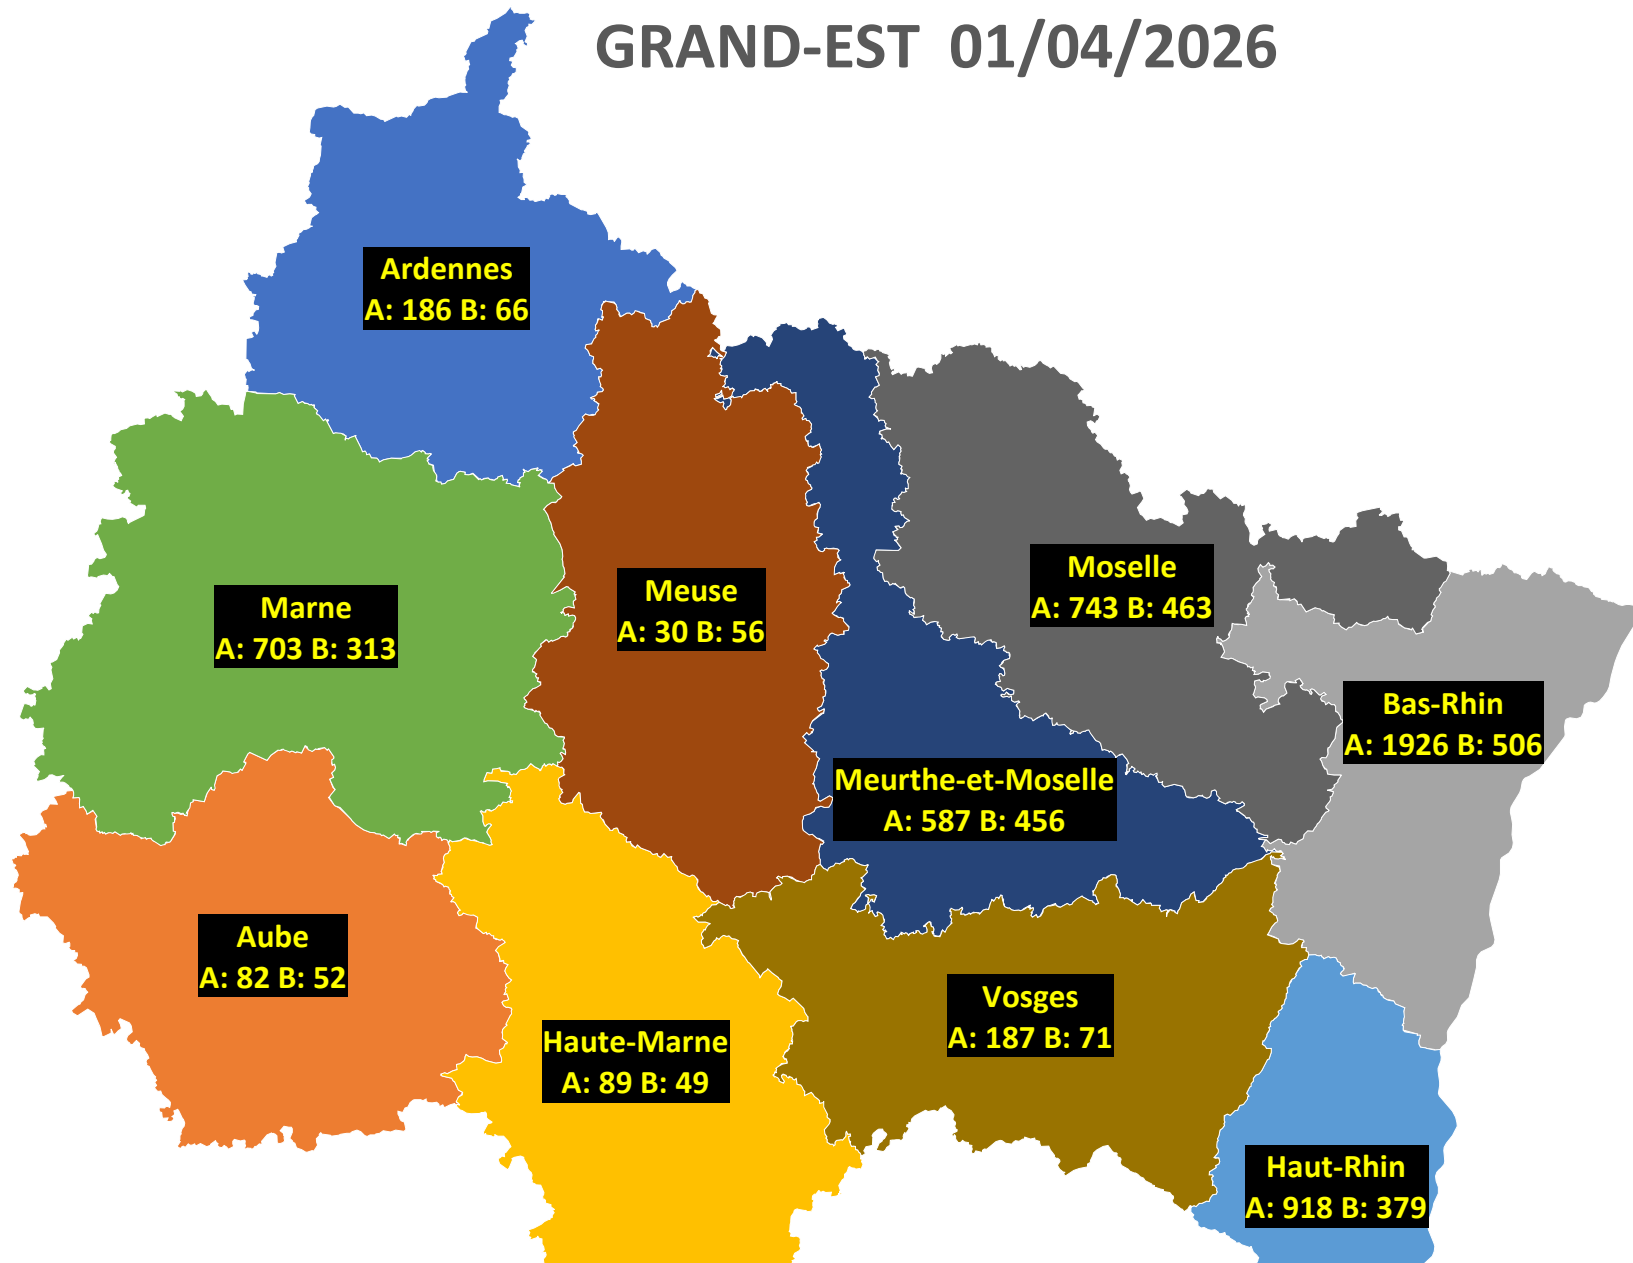 GRAND-EST 01/04/2026
Ardennes
A: 186 B: 66
Marne
A: 703 B: 313
Meuse
A: 30 B: 56
Moselle
A: 743 B: 463
Bas-Rhin
A: 1926 B: 506
Meurthe-et-Moselle
A: 587 B: 456
Aube
A: 82 B: 52
Haute-Marne
A: 89 B: 49
Vosges
A: 187 B: 71
Haut-Rhin
A: 918 B: 379